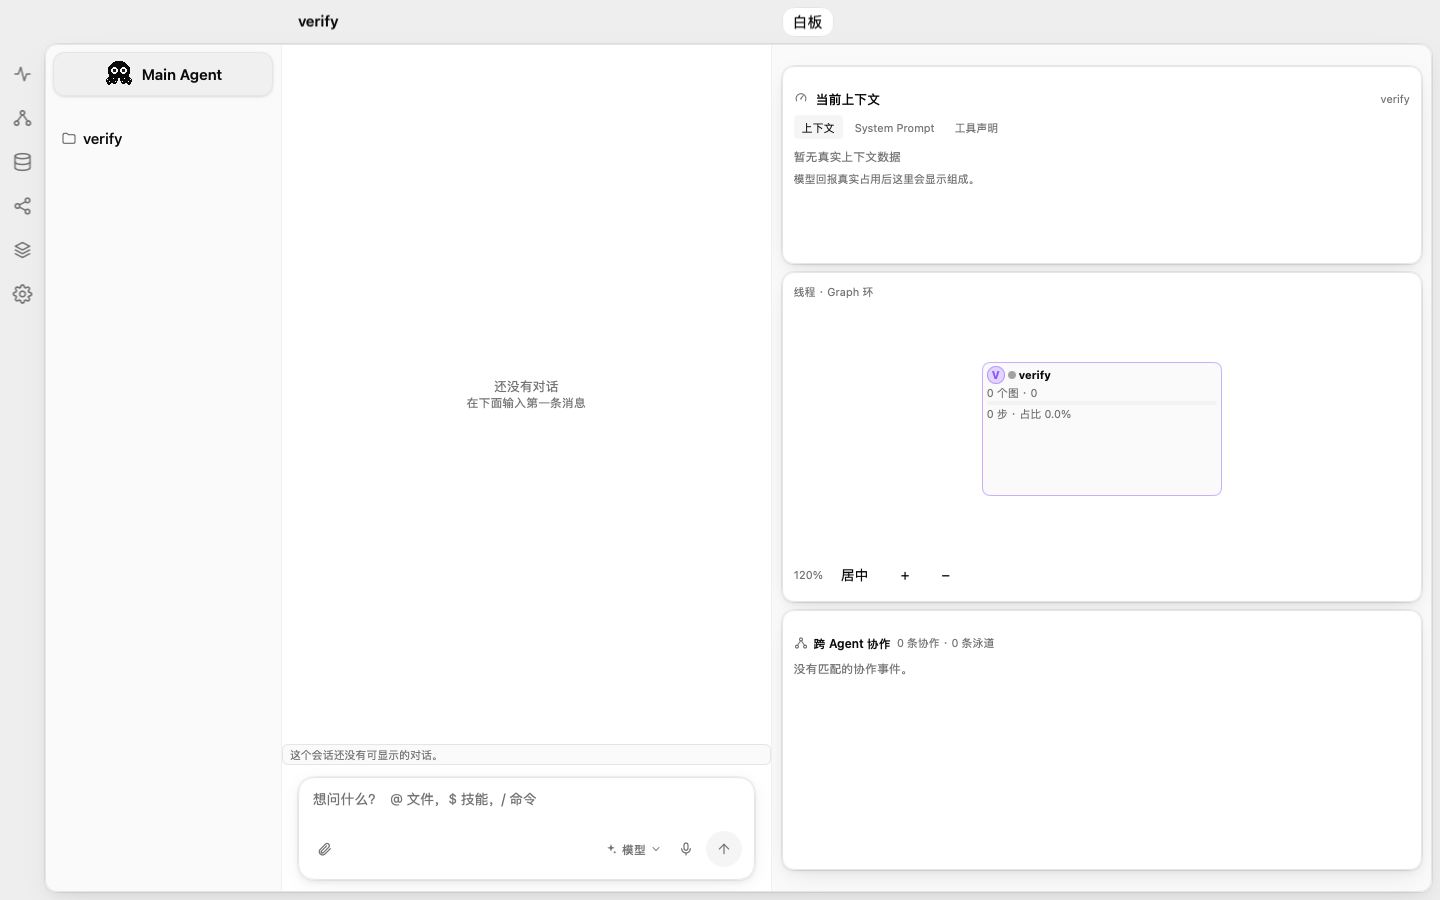 verify
白板
Main Agent
verify
还没有对话
在下面输入第一条消息
这个会话还没有可显示的对话。
想问什么? @ 文件, $ 技能, / 命令
模型
当前上下文
verify
上下文 System Prompt 工具声明
暂无真实上下文数据
模型回报真实占用后这里会显示组成。
线程 · Graph 环
V verify
0 个图 · 0
0 步 · 占比 0.0%
120% 居中 + −
跨 Agent 协作 0 条协作 · 0 条泳道
没有匹配的协作事件。